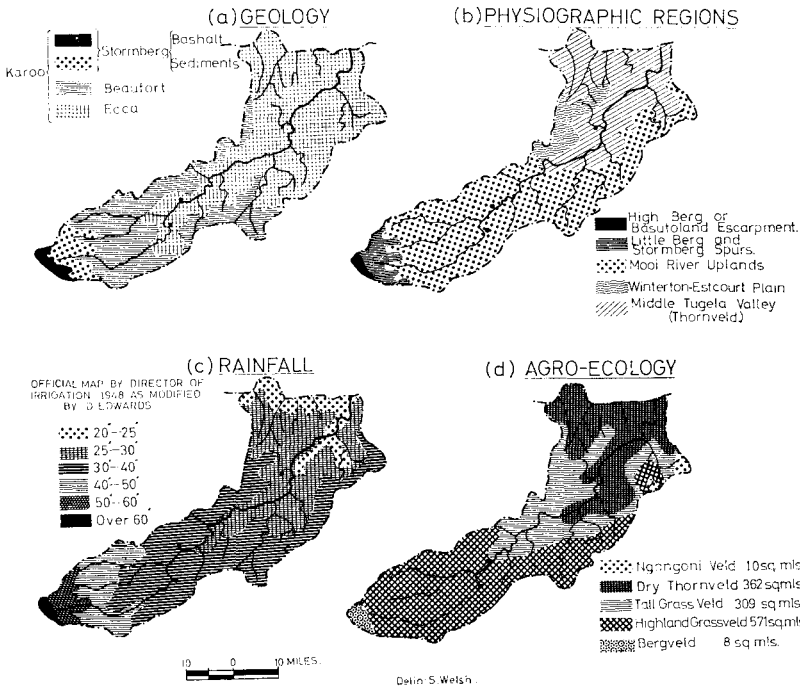 (a) GEOLOGY
Karoo
Stormberg
Bashalt
Sediments
Beaufort
Ecca
(b) PHYSIOGRAPHIC REGIONS
High Berg or
Basutoland Escarpment.
Little Berg and
Stormberg Spurs.
Mooi River Uplands
Winterton-Estcourt Plain
Middle Tugela Valley
(Thornveld)
(c) RAINFALL
OFFICIAL MAP BY DIRECTOR OF
IRRIGATION 1948 AS MODIFIED
BY D EDWARDS
20"-25"
25"-30"
30"-40"
40"-50"
50"-60"
Over 60"
10 0 10 MILES.
(d) AGRO-ECOLOGY
Ngongoni Veld 10 sq mls
Dry Thornveld 362 sq mls
Tall Grass Veld 309 sq mls
Highland Grassveld 571 sq mls
Bergveld 8 sq mls.
Delin: S. Welsh.